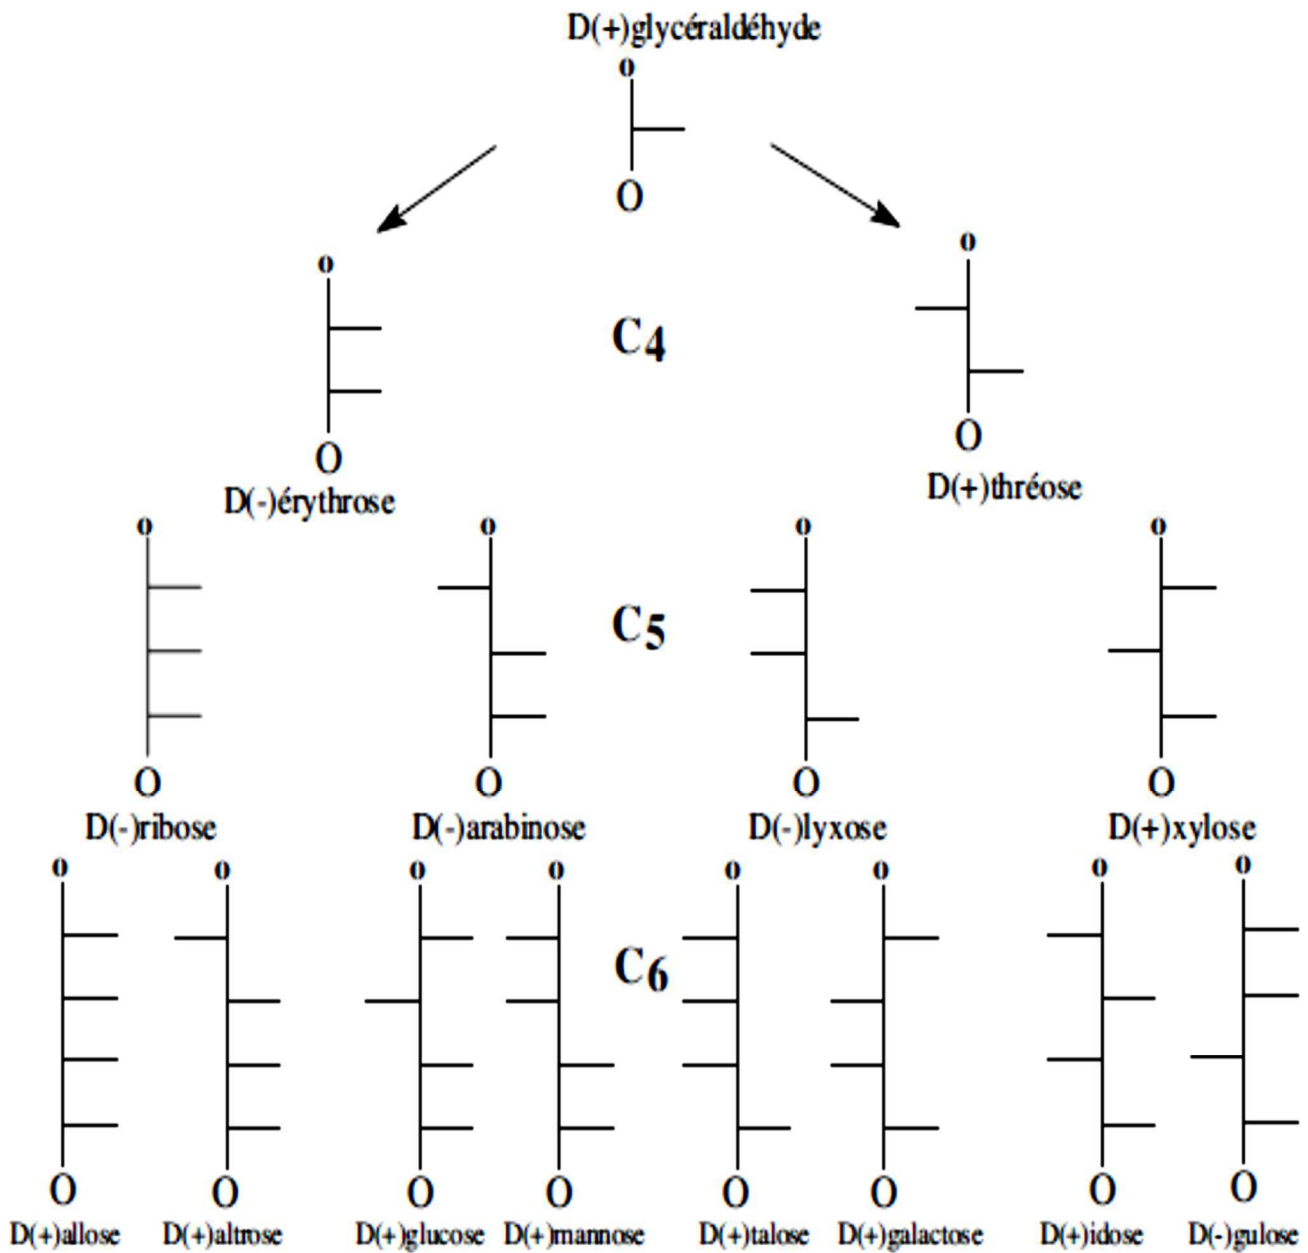 D(+)glycéraldéhyde
o
O
o
o
C4
O
O
D(-)érythrose
D(+)thréose
o o o o
C5
O O O O
D(-)ribose D(-)arabinose D(-)lyxose D(+)xylose
o o o o o o o o
C6
O O O O O O O O
D(+)allose D(+)altrose D(+)glucose D(+)mannose D(+)talose D(+)galactose D(+)idose D(-)gulose